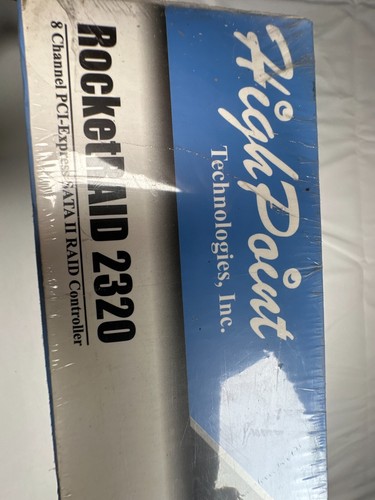 HighPoint
Technologies, Inc.
RocketRAID 2320
8 Channel PCI-Express SATA II RAID Controller